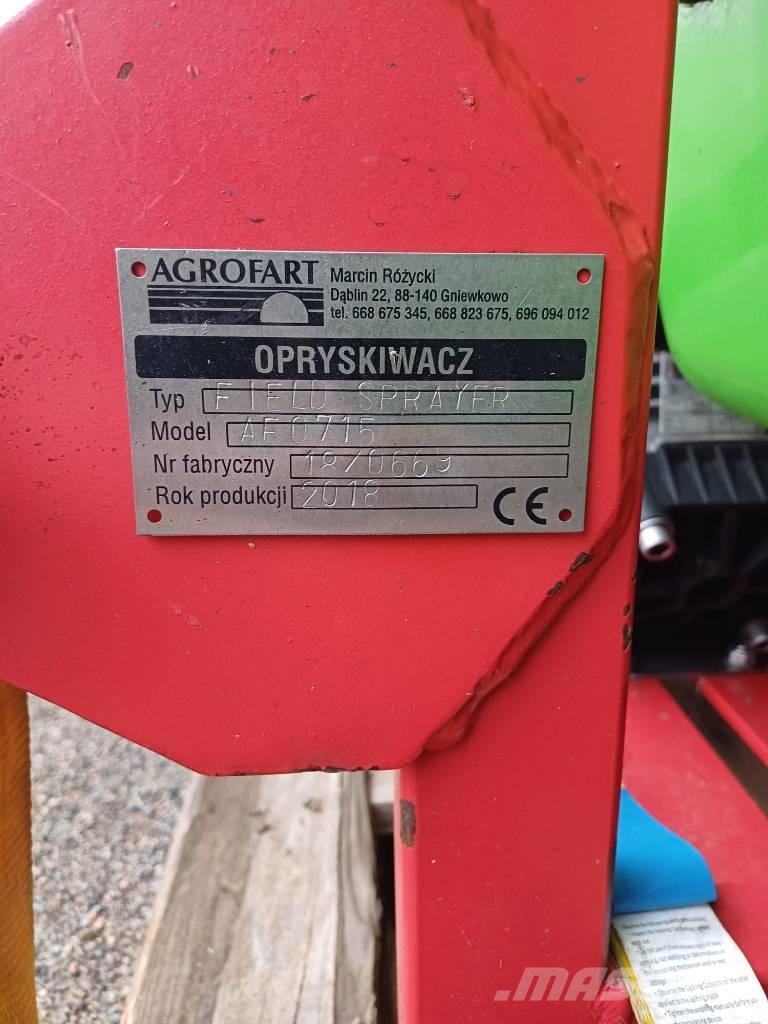 AGROFART
Marcin Różycki
Dąblin 22, 88-140 Gniewkowo
tel. 668 675 345, 668 823 675, 696 094 012
OPRYSKIWACZ
Typ FIELD SPRAYER
Model AF0715
Nr fabryczny 18/0669
Rok produkcji 2018
CE
MAS